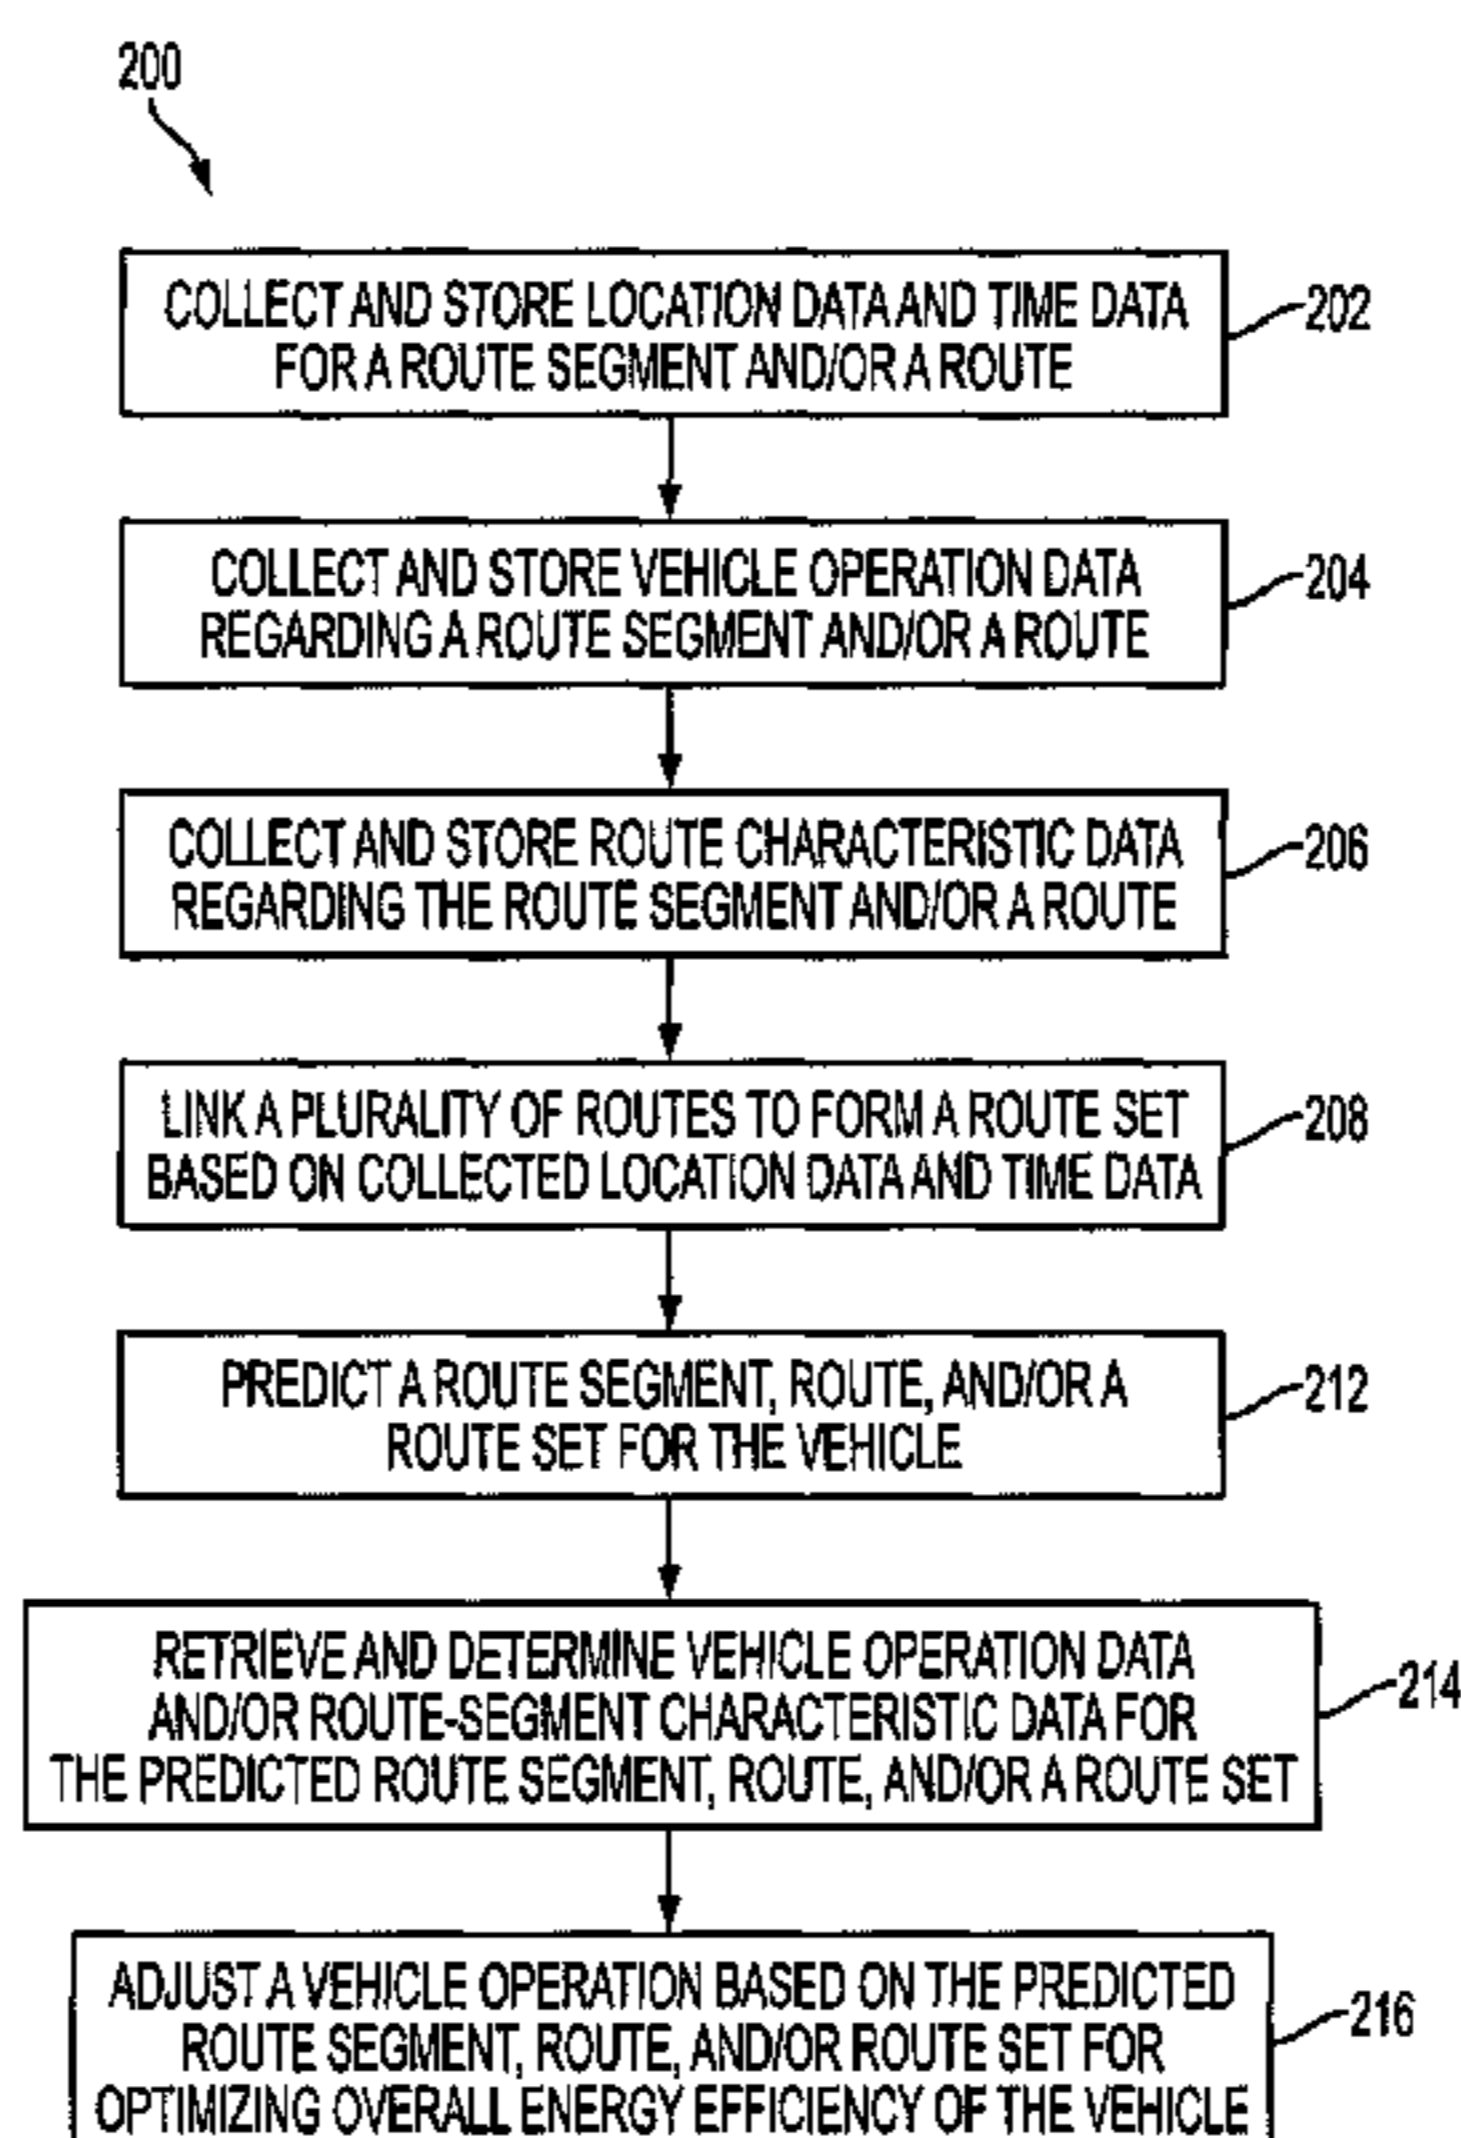 200
COLLECT AND STORE LOCATION DATA AND TIME DATA
FOR A ROUTE SEGMENT AND/OR A ROUTE
202
COLLECT AND STORE VEHICLE OPERATION DATA
REGARDING A ROUTE SEGMENT AND/OR A ROUTE
204
COLLECT AND STORE ROUTE CHARACTERISTIC DATA
REGARDING THE ROUTE SEGMENT AND/OR A ROUTE
206
LINK A PLURALITY OF ROUTES TO FORM A ROUTE SET
BASED ON COLLECTED LOCATION DATA AND TIME DATA
208
PREDICT A ROUTE SEGMENT, ROUTE, AND/OR A
ROUTE SET FOR THE VEHICLE
212
RETRIEVE AND DETERMINE VEHICLE OPERATION DATA
AND/OR ROUTE-SEGMENT CHARACTERISTIC DATA FOR
THE PREDICTED ROUTE SEGMENT, ROUTE, AND/OR A ROUTE SET
214
ADJUST A VEHICLE OPERATION BASED ON THE PREDICTED
ROUTE SEGMENT, ROUTE, AND/OR ROUTE SET FOR
OPTIMIZING OVERALL ENERGY EFFICIENCY OF THE VEHICLE
216